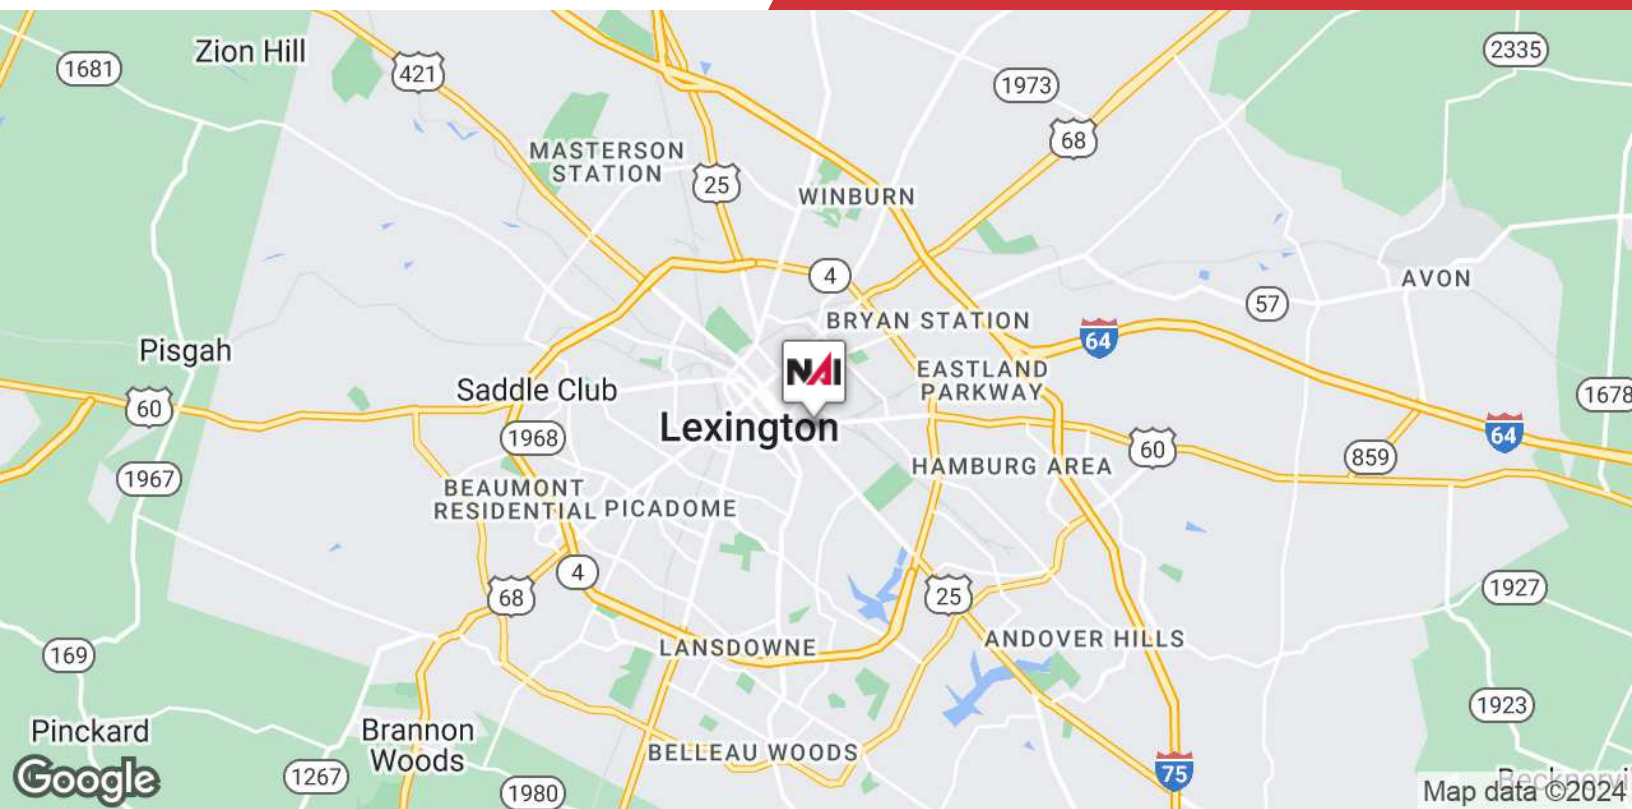 2335
Zion Hill
1681
421
1973
68
MASTERSON
STATION
25
WINBURN
4
AVON
57
BRYAN STATION
64
Pisgah
NAI
EASTLAND
PARKWAY
Saddle Club
60
1678
Lexington
1968
64
60
859
HAMBURG AREA
1967
BEAUMONT
RESIDENTIAL
PICADOME
4
68
25
1927
ANDOVER HILLS
LANSDOWNE
169
1923
Pinckard
Brannon
Woods
BELLEAU WOODS
75
Google
1267
1980
Map data ©2024